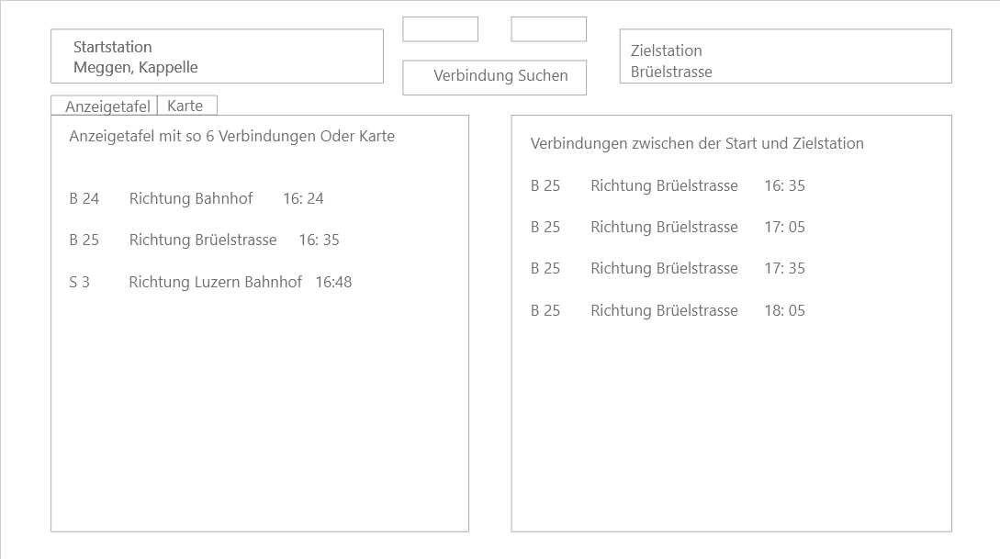 Startstation
Meggen, Kappelle
Verbindung Suchen
Zielstation
Brüelstrasse
Anzeigetafel
Karte
Anzeigetafel mit so 6 Verbindungen Oder Karte
B 24 Richtung Bahnhof 16: 24
B 25 Richtung Brüelstrasse 16: 35
S 3 Richtung Luzern Bahnhof 16:48
Verbindungen zwischen der Start und Zielstation
B 25 Richtung Brüelstrasse 16: 35
B 25 Richtung Brüelstrasse 17: 05
B 25 Richtung Brüelstrasse 17: 35
B 25 Richtung Brüelstrasse 18: 05